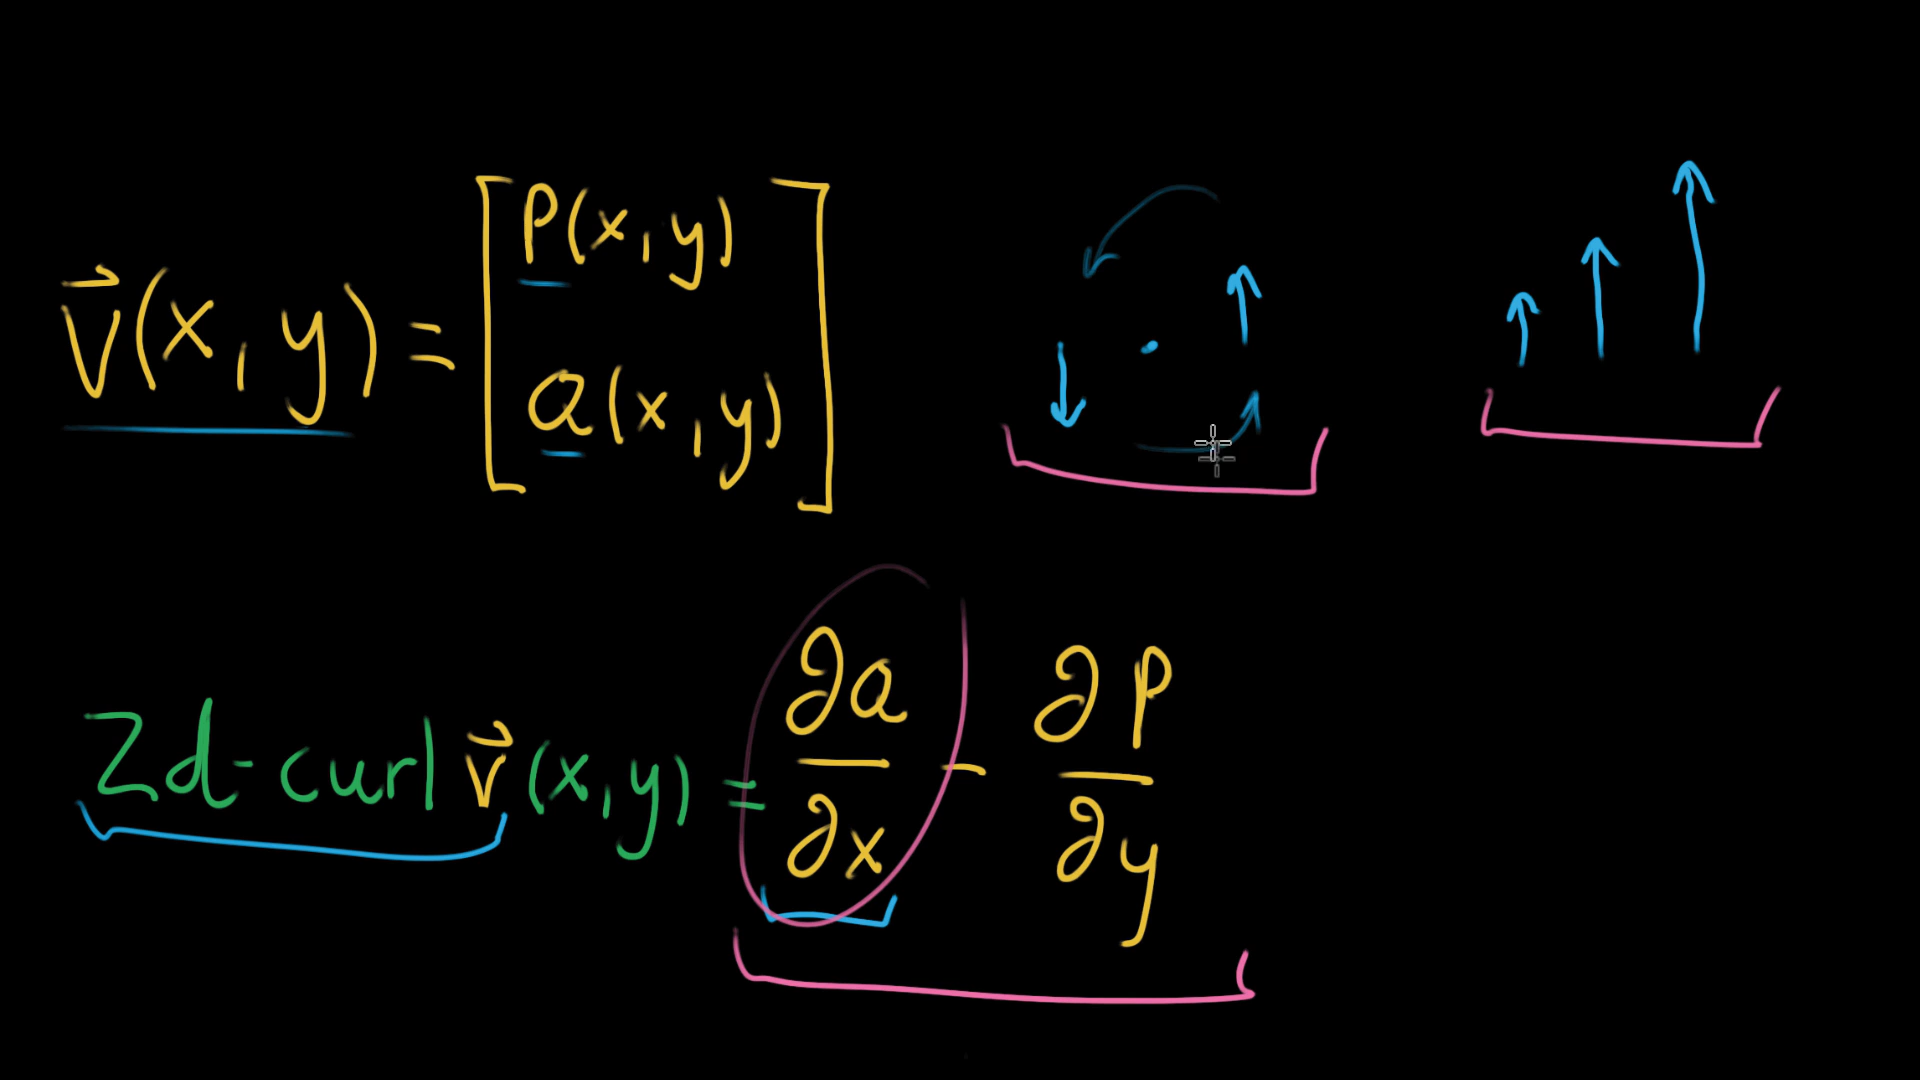 v⃗(x,y) = [P(x,y)
Q(x,y)]
2d-curl v⃗(x,y) = ∂Q/∂x - ∂P/∂y